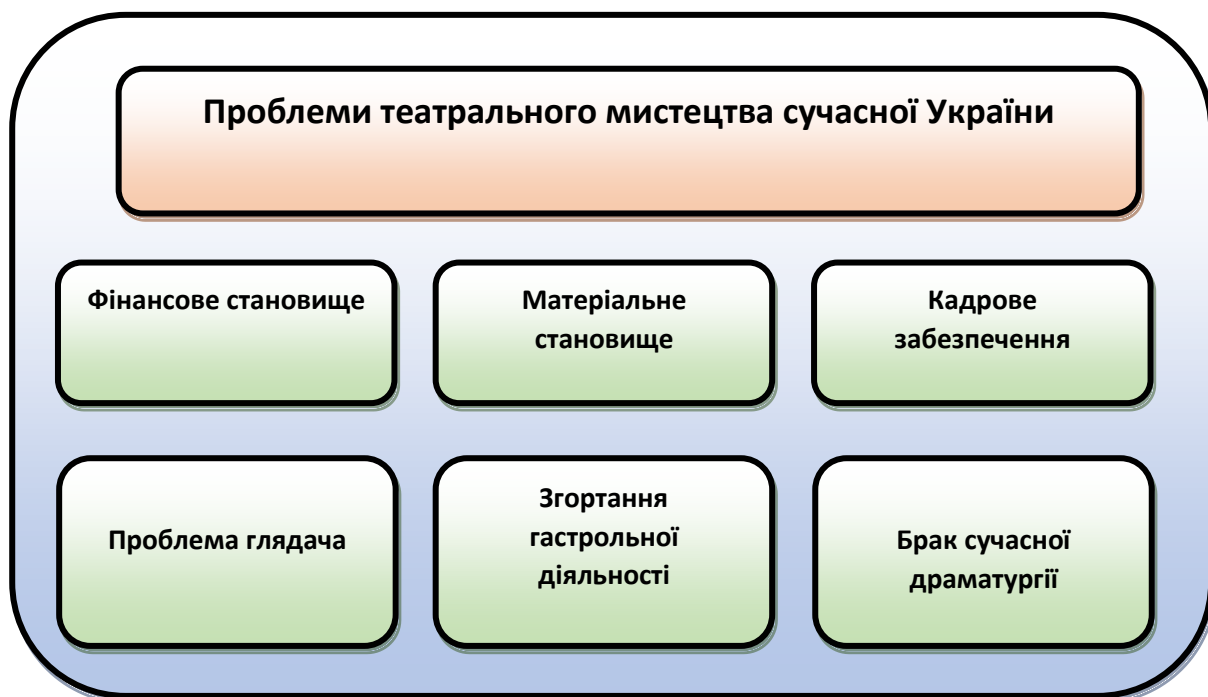 Проблеми театрального мистецтва сучасної України
Фінансове становище
Матеріальне
становище
Кадрове
забезпечення
Проблема глядача
Згортання
гастрольної
діяльності
Брак сучасної
драматургії